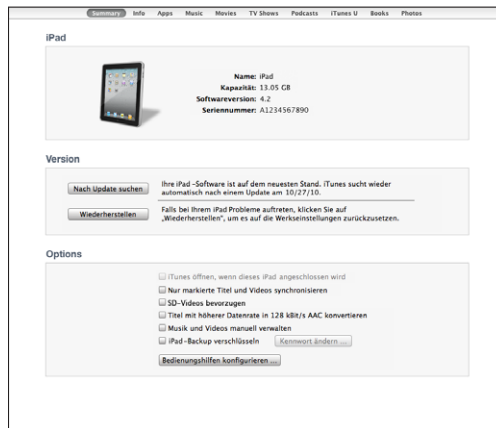 Summary Info Apps Music Movies TV Shows Podcasts iTunes U Books Photos
iPad
Name: iPad
Kapazität: 13.05 GB
Softwareversion: 4.2
Seriennummer: A1234567890
Version
Nach Update suchen
Ihre iPad-Software ist auf dem neuesten Stand. iTunes sucht wieder
automatisch nach einem Update am 10/27/10.
Wiederherstellen
Falls bei Ihrem iPad Probleme auftreten, klicken Sie auf
„Wiederherstellen“, um es auf die Werkseinstellungen zurückzusetzen.
Options
iTunes öffnen, wenn dieses iPad angeschlossen wird
Nur markierte Titel und Videos synchronisieren
SD-Videos bevorzugen
Titel mit höherer Datenrate in 128 kBit/s AAC konvertieren
Musik und Videos manuell verwalten
iPad-Backup verschlüsseln Kennwort ändern ...
Bedienungshilfen konfigurieren ...